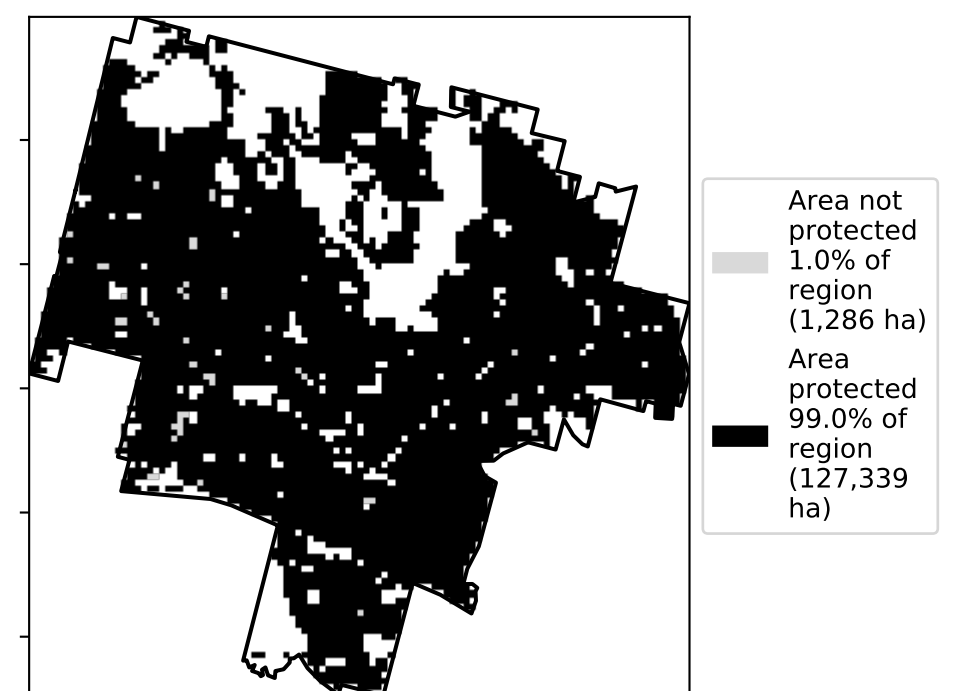 Area not
protected
1.0% of
region
(1,286 ha)
Area
protected
99.0% of
region
(127,339
ha)